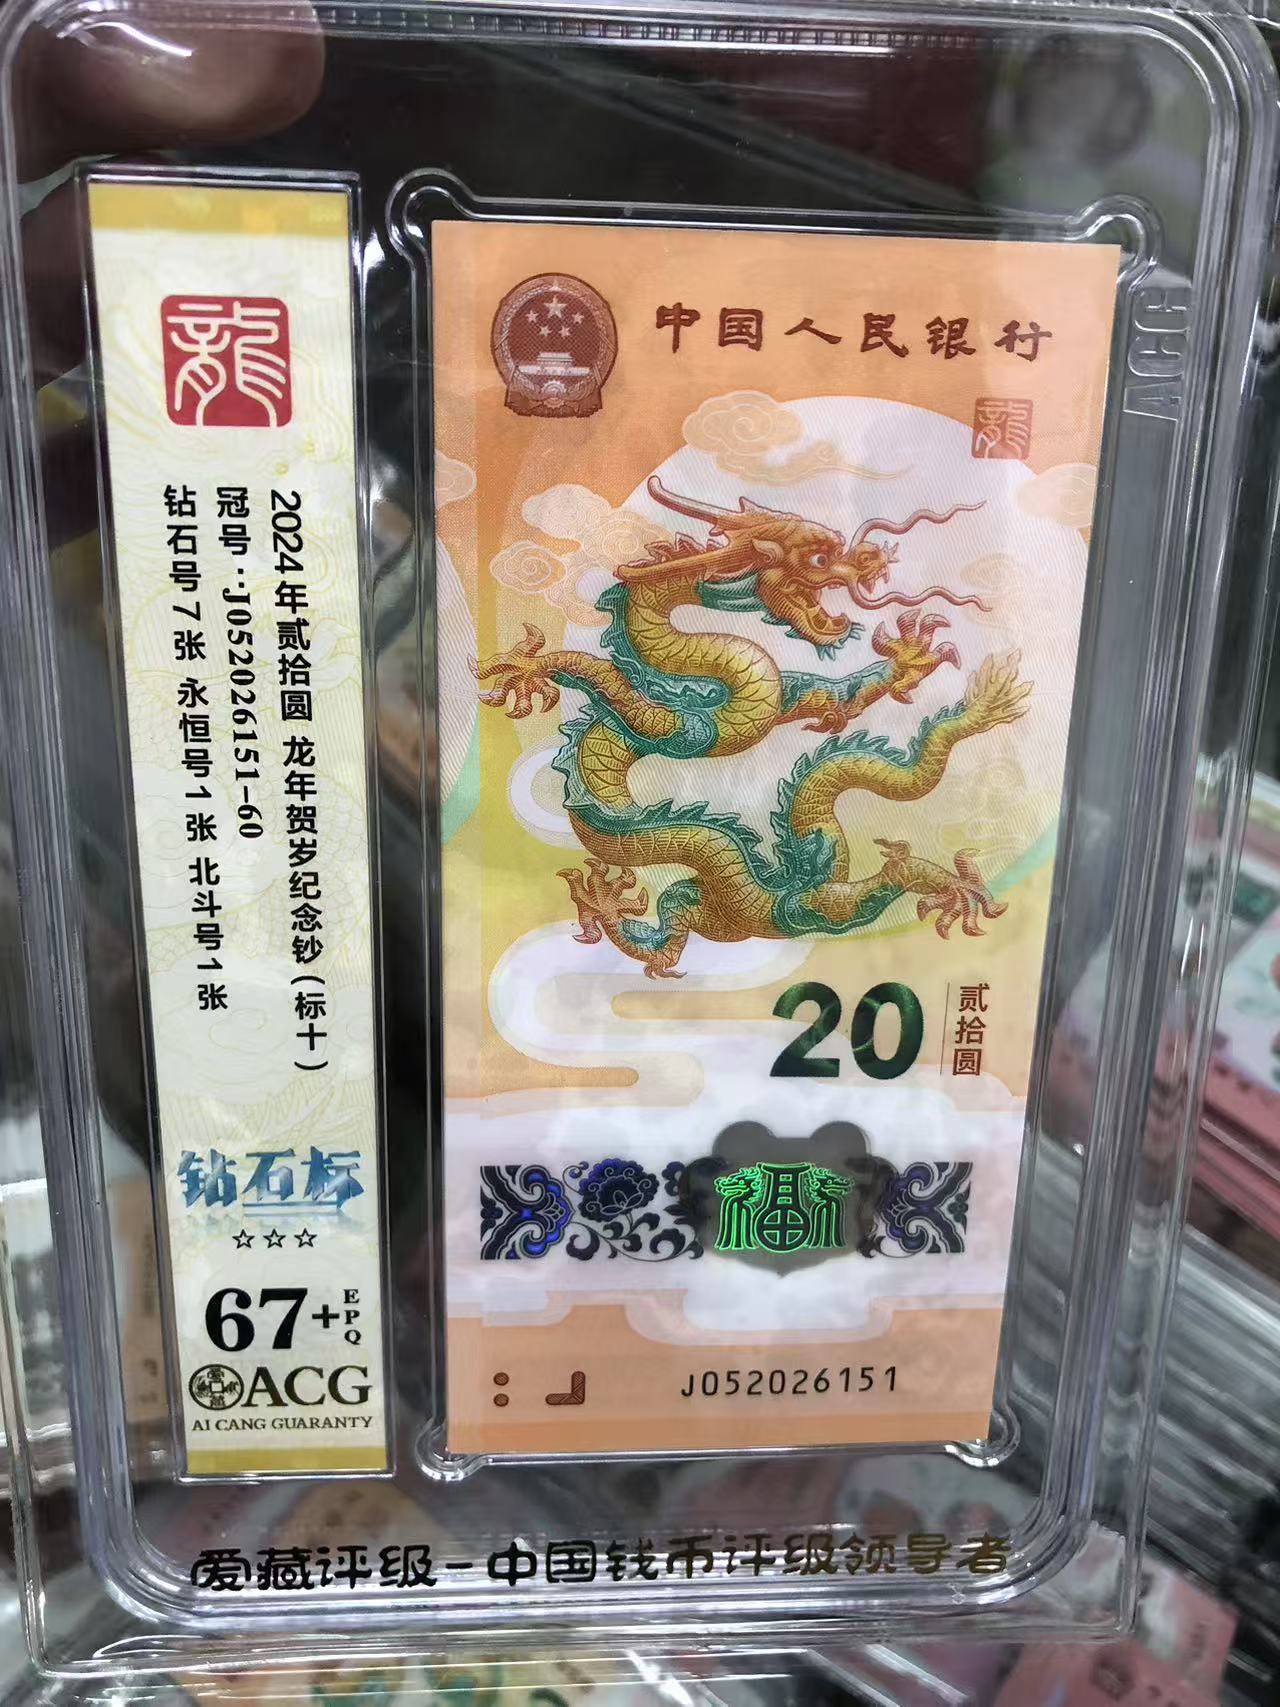 龍
2024年贰拾圆 龙年贺岁纪念钞(标十)
冠号:J052026151-60
钻石号7张 永恒号1张 北斗号1张
钻石标
☆☆☆
67+EPQ
ACG
AI CANG GUARANTY
中国人民银行
龍
20
贰拾圆
福
J052026151
ACG
爱藏评级-中国钱币评级领导者